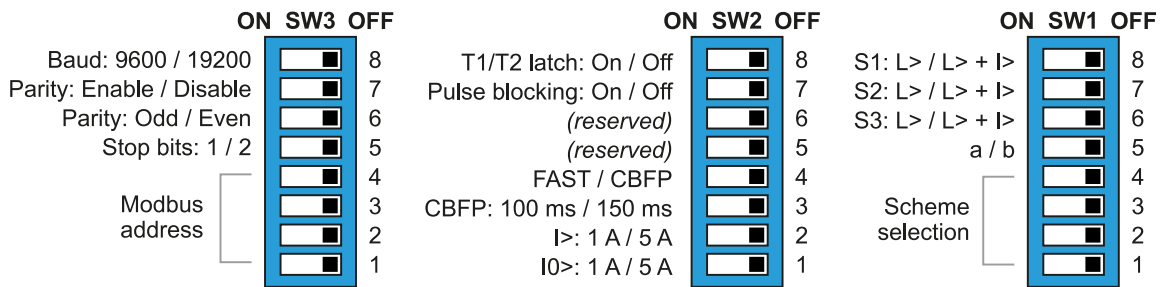 ON SW3 OFF
Baud: 9600 / 19200 8
Parity: Enable / Disable 7
Parity: Odd / Even 6
Stop bits: 1 / 2 5
4
Modbus 3
address 2
1
ON SW2 OFF
T1/T2 latch: On / Off 8
Pulse blocking: On / Off 7
(reserved) 6
(reserved) 5
FAST / CBFP 4
CBFP: 100 ms / 150 ms 3
I>: 1 A / 5 A 2
I0>: 1 A / 5 A 1
ON SW1 OFF
S1: L> / L> + I> 8
S2: L> / L> + I> 7
S3: L> / L> + I> 6
a / b 5
4
Scheme 3
selection 2
1